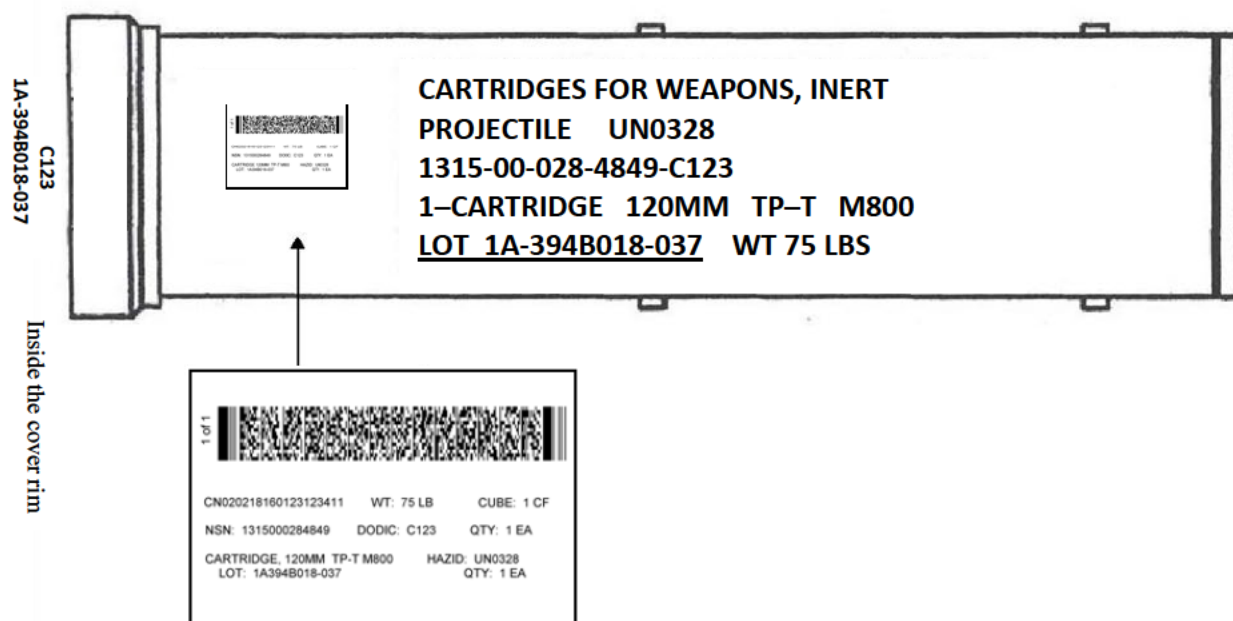 C123
1A-394B018-037
Inside the cover rim
CARTRIDGES FOR WEAPONS, INERT
PROJECTILE UN0328
1315-00-028-4849-C123
1–CARTRIDGE 120MM TP–T M800
LOT 1A-394B018-037 WT 75 LBS
1 of 1
CN020218160123123411 WT: 75 LB CUBE: 1 CF
NSN: 1315000284849 DODIC: C123 QTY: 1 EA
CARTRIDGE, 120MM TP-T M800 HAZID: UN0328
LOT: 1A394B018-037 QTY: 1 EA